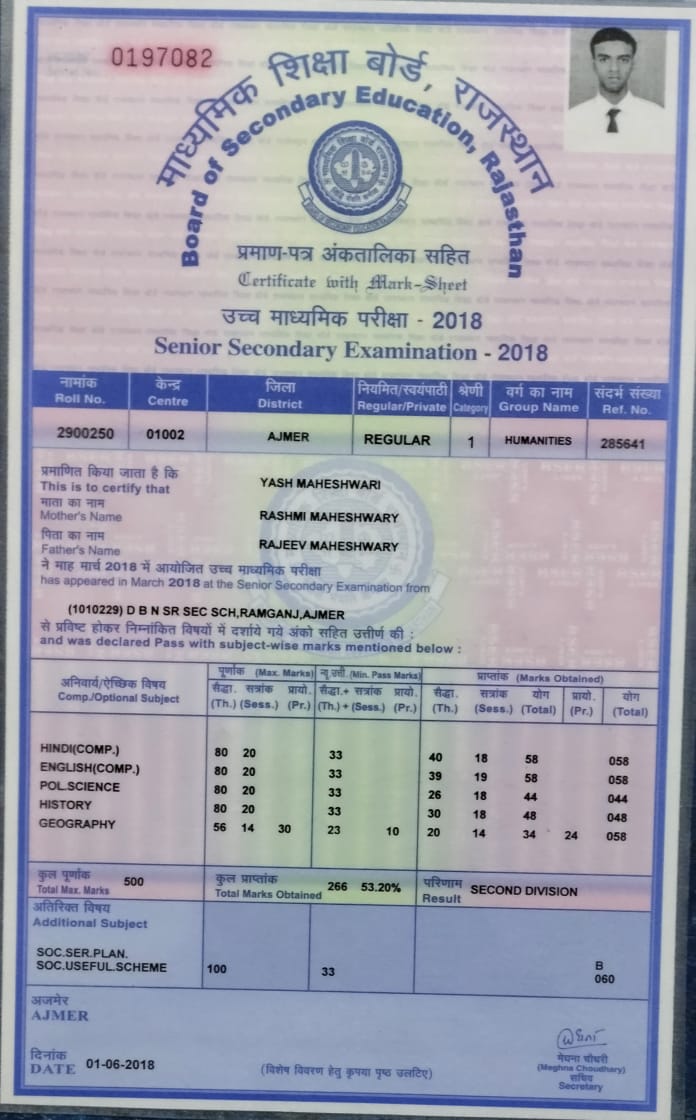 0197082
माध्यमिक शिक्षा बोर्ड, राजस्थान
Board of Secondary Education, Rajasthan
प्रमाण-पत्र अंकतालिका सहित
Certificate with Mark-Sheet
उच्च माध्यमिक परीक्षा - 2018
Senior Secondary Examination - 2018
नामांक केन्द्र जिला नियमित/स्वयंपाठी श्रेणी वर्ग का नाम संदर्भ संख्या
Roll No. Centre District Regular/Private Category Group Name Ref. No.
2900250 01002 AJMER REGULAR 1 HUMANITIES 285641
प्रमाणित किया जाता है कि
This is to certify that YASH MAHESHWARI
माता का नाम
Mother's Name RASHMI MAHESHWARY
पिता का नाम
Father's Name RAJEEV MAHESHWARY
ने माह मार्च 2018 में आयोजित उच्च माध्यमिक परीक्षा
has appeared in March 2018 at the Senior Secondary Examination from
(1010229) D B N SR SEC SCH,RAMGANJ,AJMER
से प्रविष्ट होकर निम्नांकित विषयों में दर्शाये गये अंको सहित उत्तीर्ण की :
and was declared Pass with subject-wise marks mentioned below :
अनिवार्य/ऐच्छिक विषय पूर्णांक (Max. Marks) न्यू.उत्ती. (Min. Pass Marks) प्राप्तांक (Marks Obtained)
Comp./Optional Subject सैद्धा. सत्रांक प्रायो. सैद्धा.+ सत्रांक प्रायो. सैद्धा. सत्रांक योग प्रायो. योग
(Th.) (Sess.) (Pr.) (Th.) + (Sess.) (Pr.) (Th.) (Sess.) (Total) (Pr.) (Total)
HINDI(COMP.) 80 20 33 40 18 58 058
ENGLISH(COMP.) 80 20 33 39 19 58 058
POL.SCIENCE 80 20 33 26 18 44 044
HISTORY 80 20 33 30 18 48 048
GEOGRAPHY 56 14 30 23 10 20 14 34 24 058
कुल पूर्णांक 500 कुल प्राप्तांक 266 53.20% परिणाम SECOND DIVISION
Total Max. Marks Total Marks Obtained Result
अतिरिक्त विषय
Additional Subject
SOC.SER.PLAN. B
SOC.USEFUL.SCHEME 100 33 060
अजमेर
AJMER
दिनांक
DATE 01-06-2018
(विशेष विवरण हेतु कृपया पृष्ठ उलटिए)
मेघना चौधरी
(Meghna Choudhary)
सचिव
Secretary